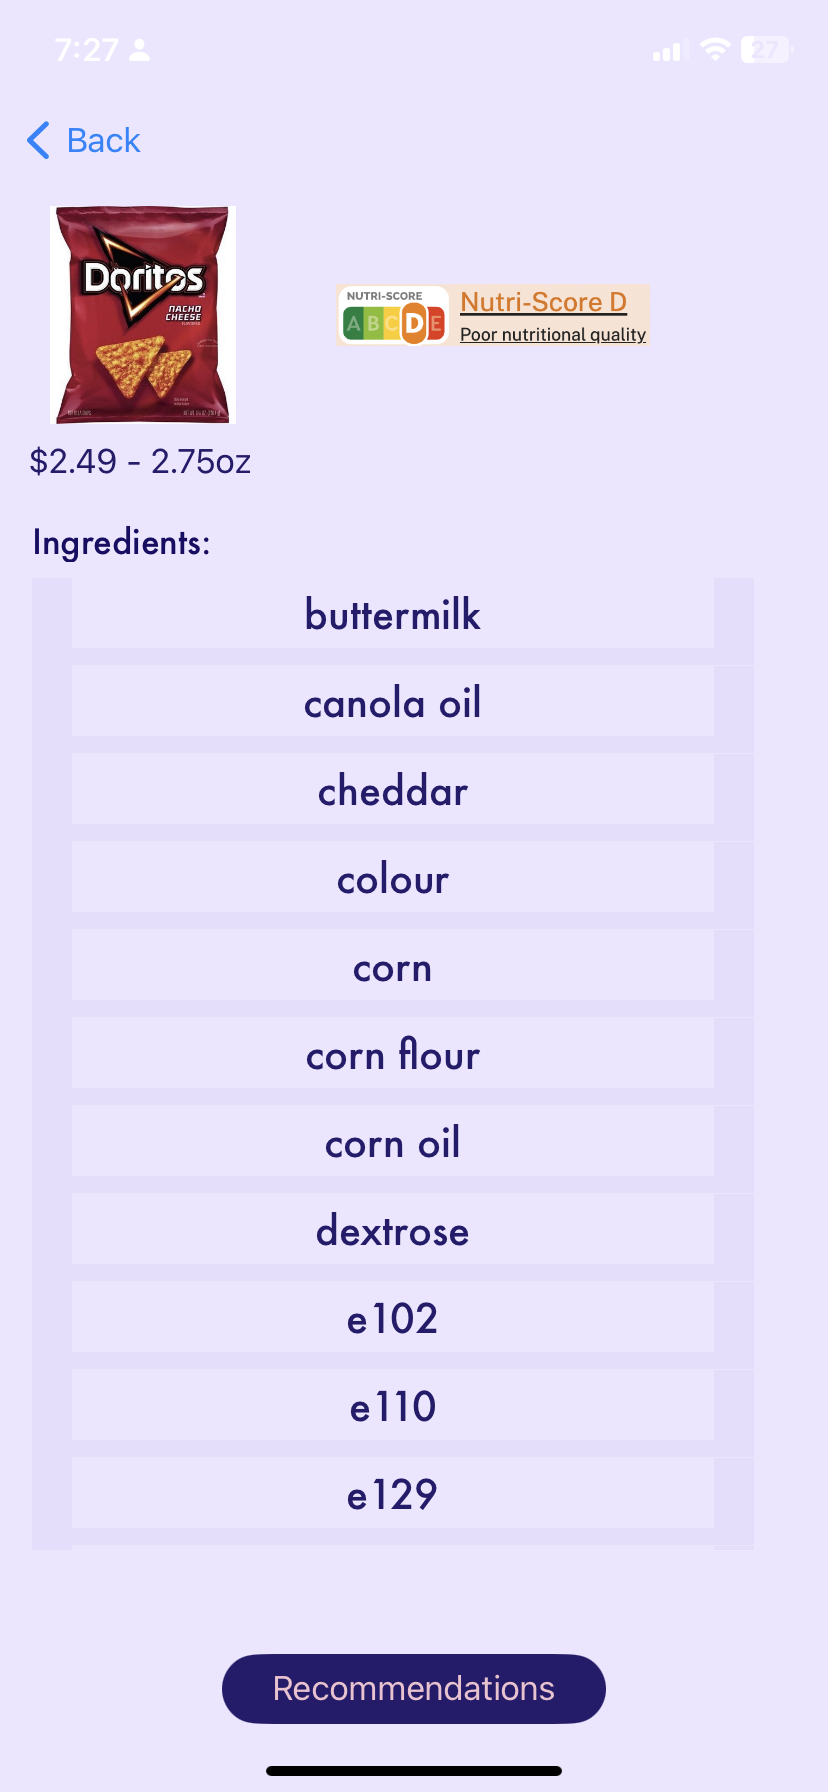 7:27
27
Back
Doritos
NACHO
CHEESE
FLAVORED
$2.49 - 2.75oz
NUTRI-SCORE
A B C D E
Nutri-Score D
Poor nutritional quality
Ingredients:
buttermilk
canola oil
cheddar
colour
corn
corn flour
corn oil
dextrose
e102
e110
e129
Recommendations